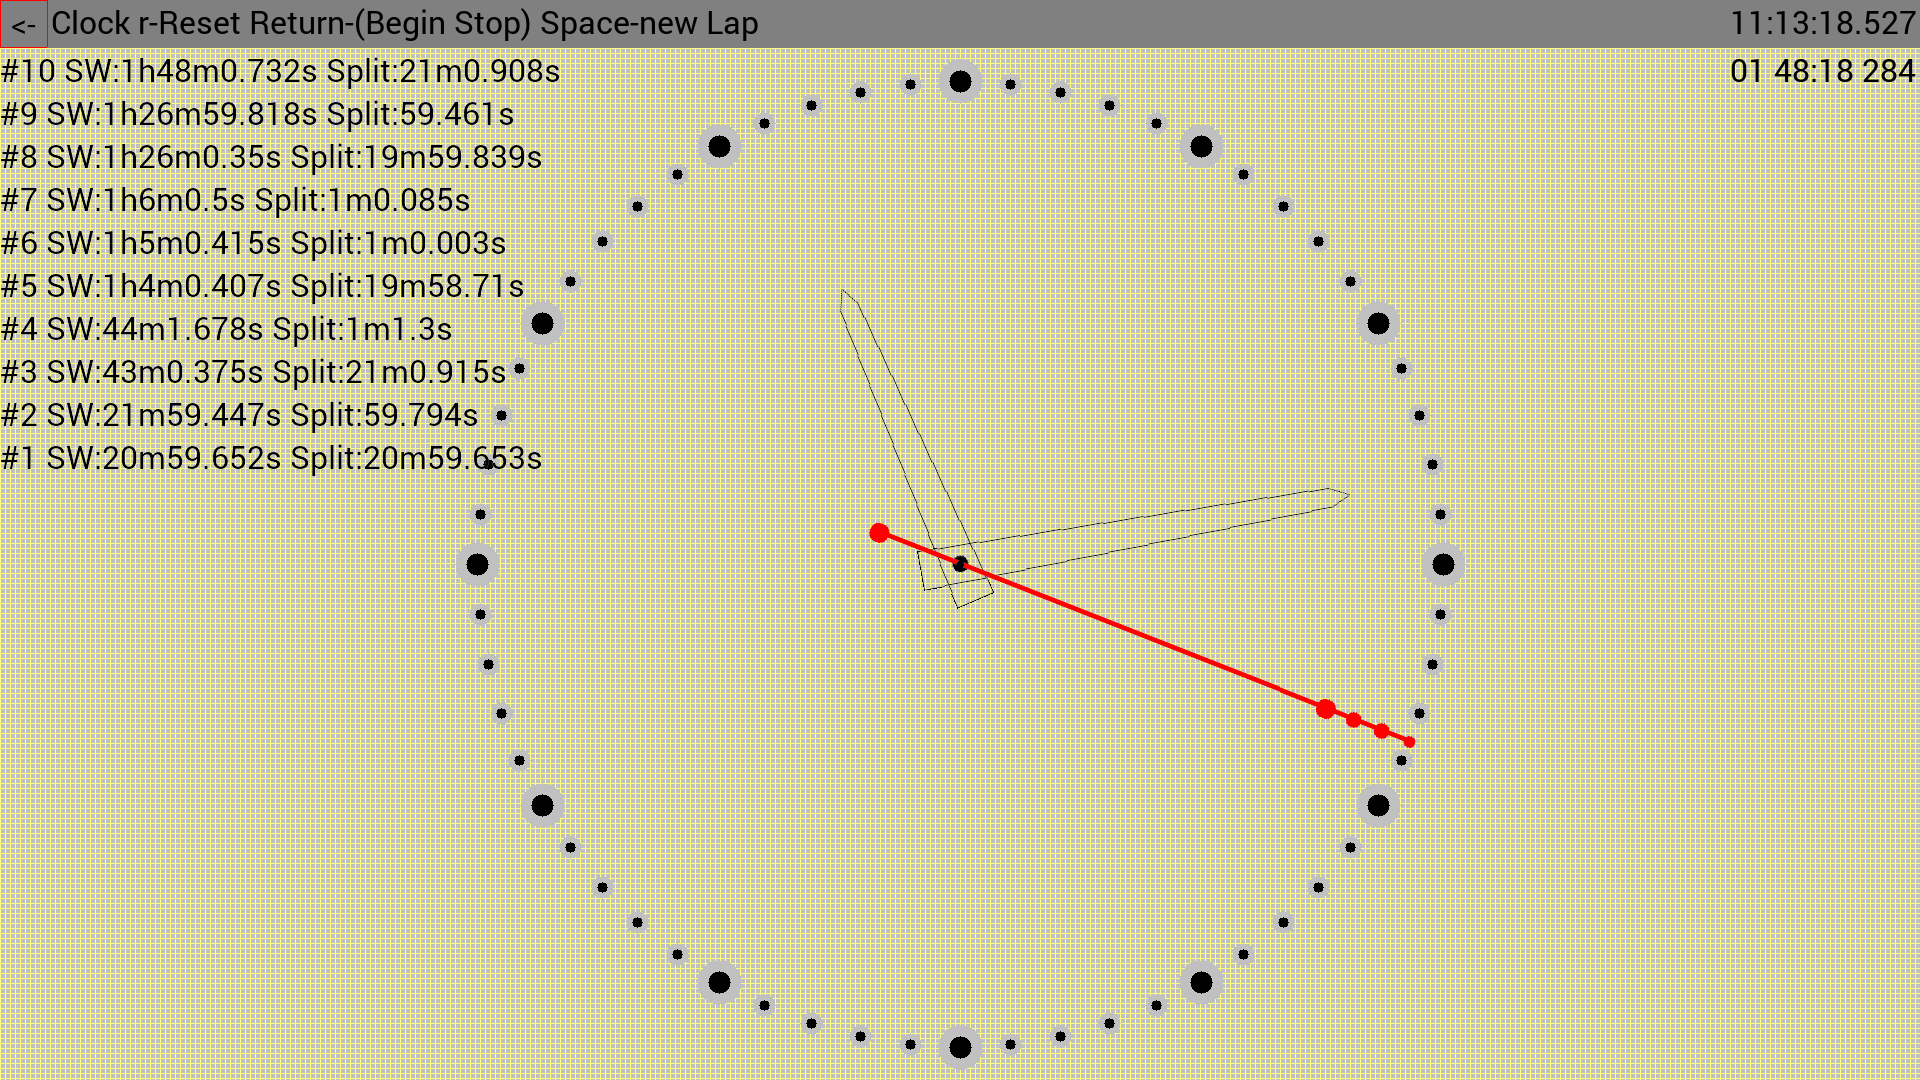 <- Clock r-Reset Return-(Begin Stop) Space-new Lap 11:13:18.527
01 48:18 284
#10 SW:1h48m0.732s Split:21m0.908s
#9 SW:1h26m59.818s Split:59.461s
#8 SW:1h26m0.35s Split:19m59.839s
#7 SW:1h6m0.5s Split:1m0.085s
#6 SW:1h5m0.415s Split:1m0.003s
#5 SW:1h4m0.407s Split:19m58.71s
#4 SW:44m1.678s Split:1m1.3s
#3 SW:43m0.375s Split:21m0.915s
#2 SW:21m59.447s Split:59.794s
#1 SW:20m59.652s Split:20m59.653s